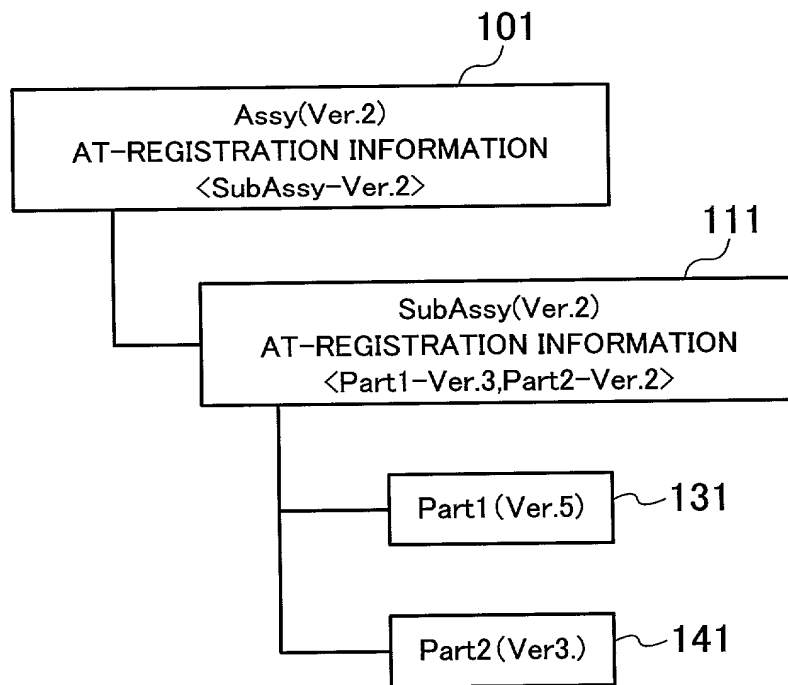 101
Assy(Ver.2)
AT-REGISTRATION INFORMATION
<SubAssy-Ver.2>
111
SubAssy(Ver.2)
AT-REGISTRATION INFORMATION
<Part1-Ver.3,Part2-Ver.2>
Part1(Ver.5)
131
Part2(Ver3.)
141